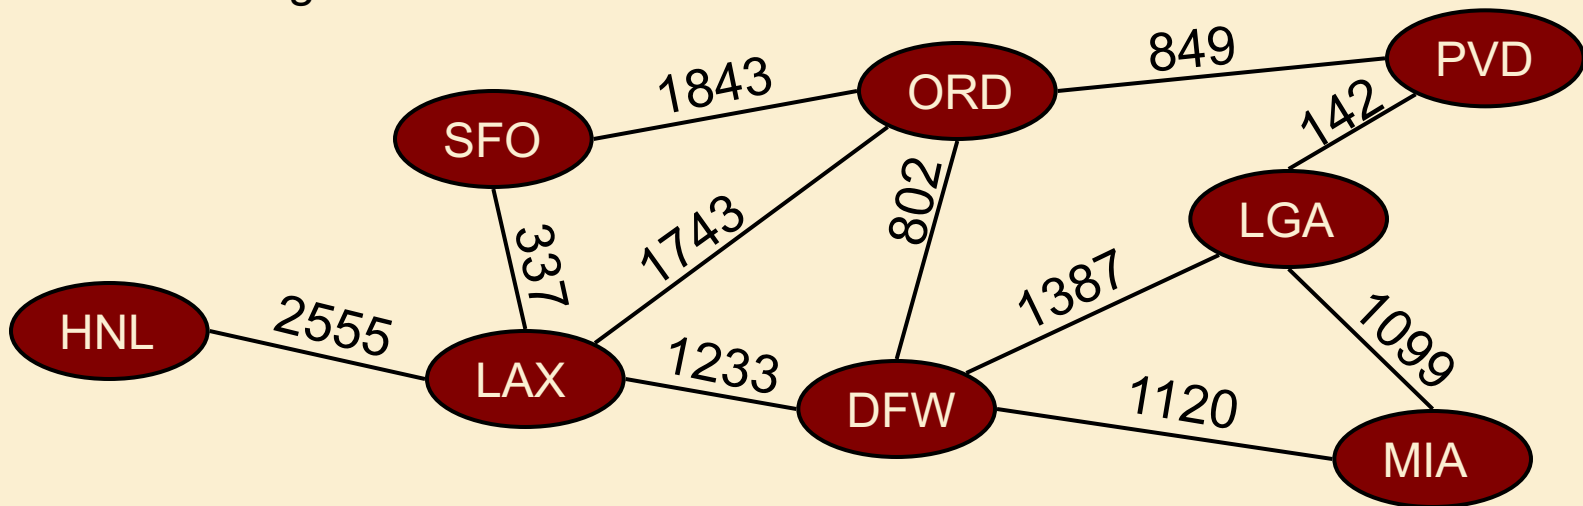 849
PVD
1843
ORD
142
SFO
802
LGA
1743
337
1387
HNL
2555
1099
LAX
1233
DFW
1120
MIA